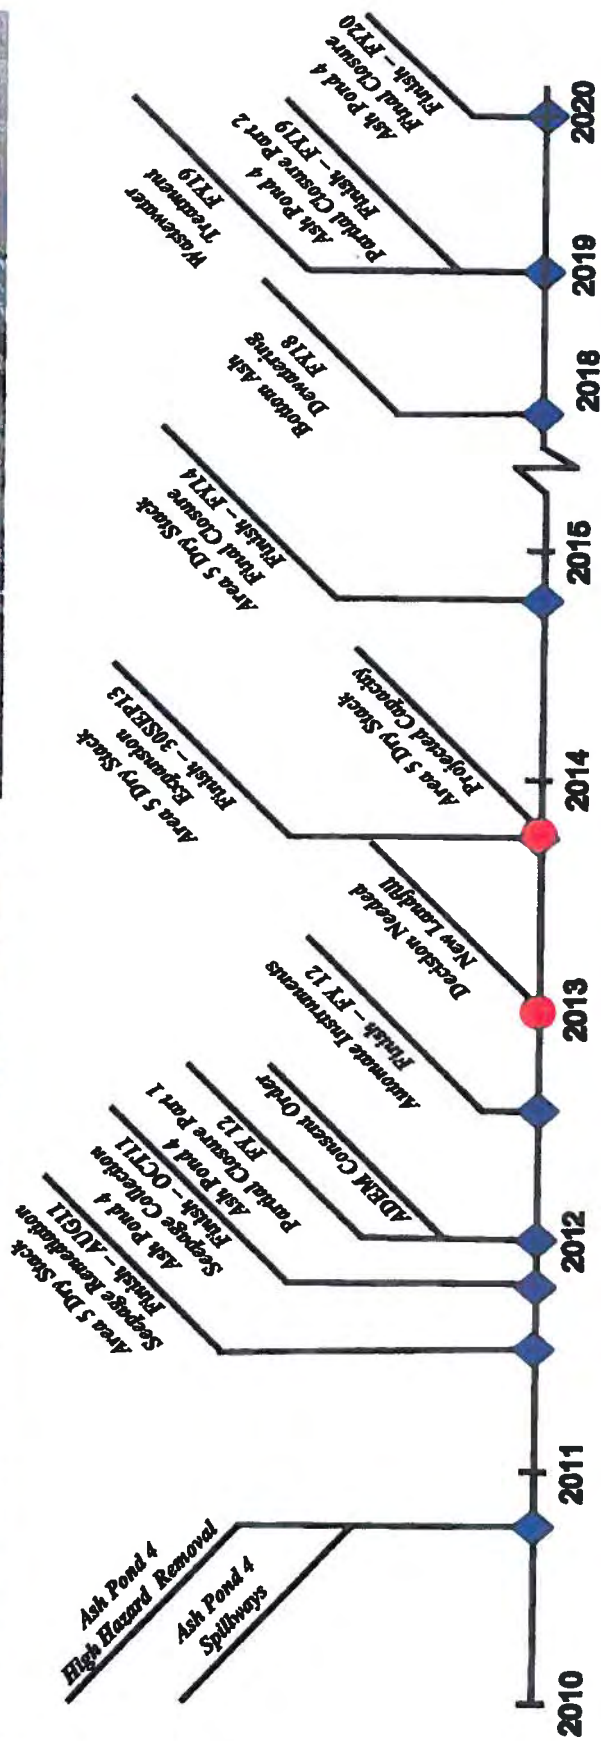 Ash Pond 4
High Hazard Removal
Ash Pond 4
Spillways
Area 5 Dry Stack
Seepage Remediation
Finish – AUG11
Ash Pond 4
Seepage Collection
Finish – OCT11
Ash Pond 4
Partial Closure Part 1
FY 12
ADEM Consent Order
Automate Instruments
Finish – FY 12
Decision Needed
New Landfill
Area 5 Dry Stack
Expansion
Finish – 30SEP13
Area 5 Dry Stack
Projected Capacity
Area 5 Dry Stack
Final Closure
Finish – FY14
Bottom Ash
Dewatering
FY18
Wastewater
Treatment
FY19
Ash Pond 4
Partial Closure Part 2
Finish – FY19
Ash Pond 4
Final Closure
Finish – FY20
2010
2011
2012
2013
2014
2015
2018
2019
2020